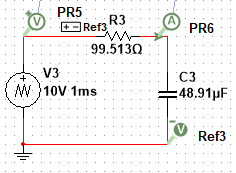 PR5
R3
Ref3
PR6
A
V
99.513Ω
V3
10V 1ms
C3
48.91µF
V
Ref3